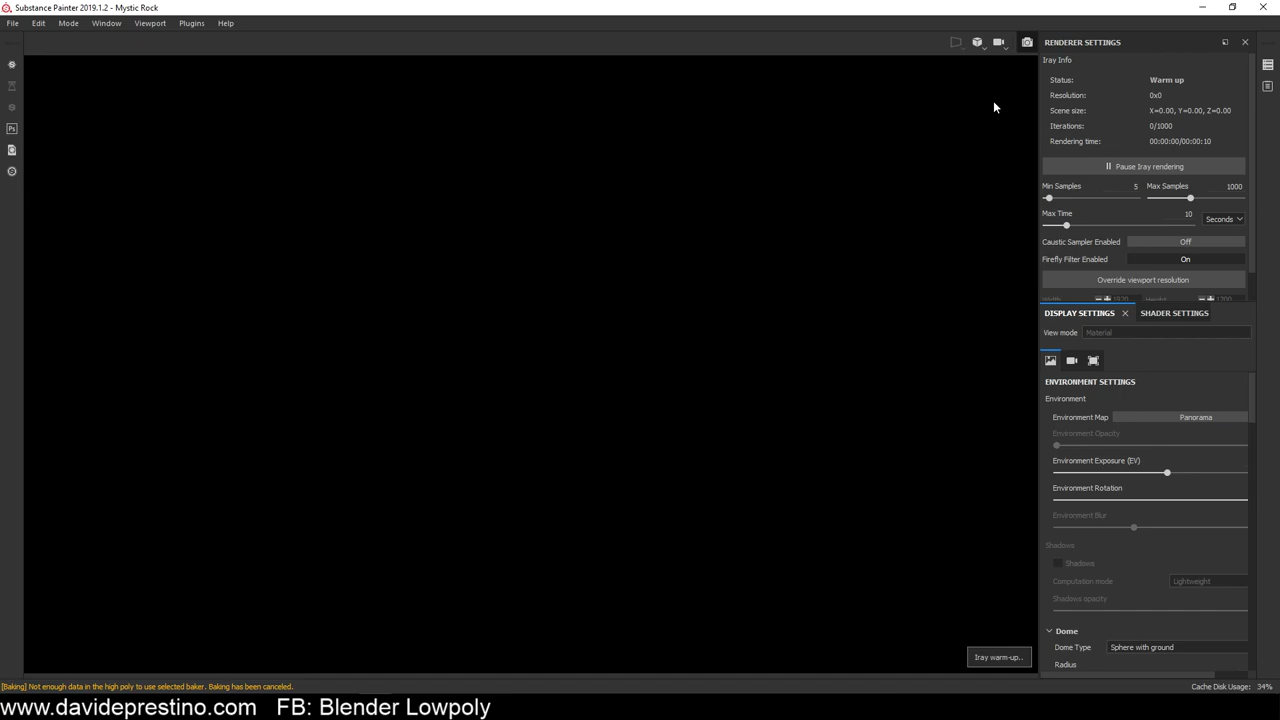 Substance Painter 2019.1.2 - Mystic Rock
File Edit Mode Window Viewport Plugins Help
RENDERER SETTINGS
Iray Info
Status: Warm up
Resolution: 0x0
Scene size: X=0.00, Y=0.00, Z=0.00
Iterations: 0/1000
Rendering time: 00:00:00/00:00:10
Pause Iray rendering
Min Samples 5 Max Samples 1000
Max Time 10 Seconds
Caustic Sampler Enabled Off
Firefly Filter Enabled On
Override viewport resolution
DISPLAY SETTINGS SHADER SETTINGS
View mode Material
ENVIRONMENT SETTINGS
Environment
Environment Map Panorama
Environment Opacity
Environment Exposure (EV)
Environment Rotation
Environment Blur
Shadows
Shadows
Computation mode Lightweight
Shadows opacity
Dome
Dome Type Sphere with ground
Radius
Iray warm-up..
Ps
[Baking] Not enough data in the high poly to use selected baker. Baking has been canceled.
Cache Disk Usage: 34%
www.davideprestino.com FB: Blender Lowpoly